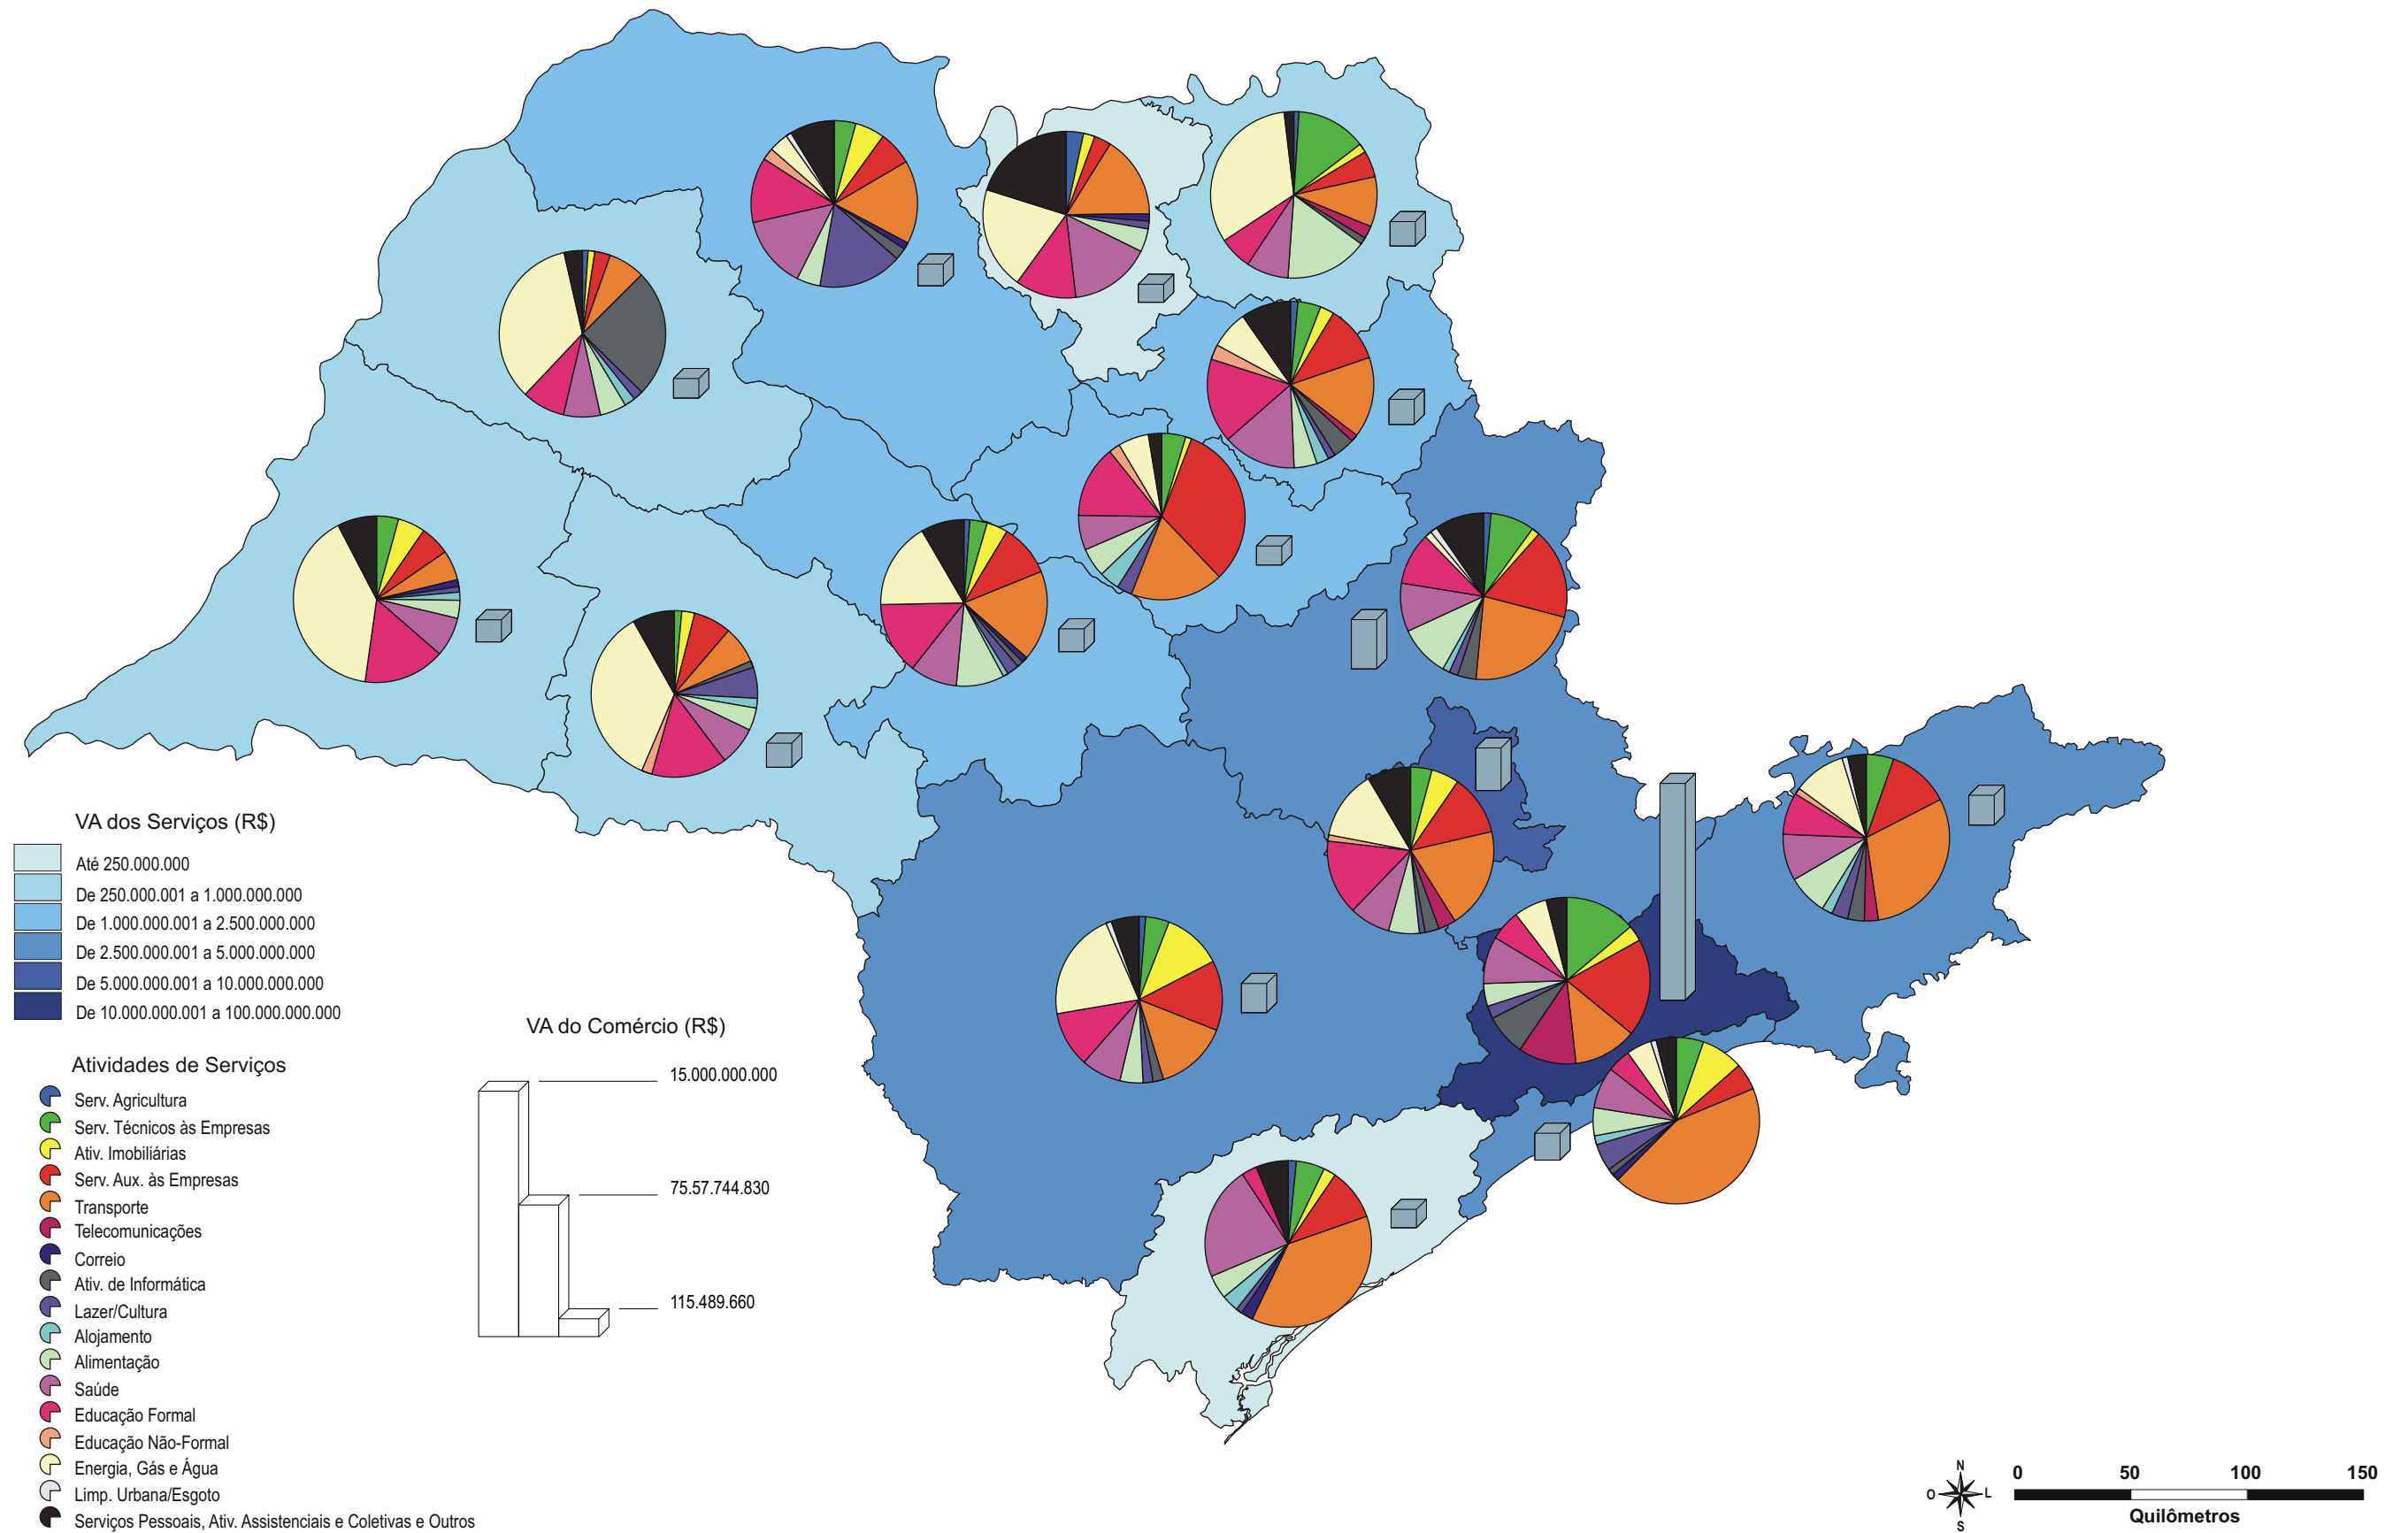 VA dos Serviços (R$)
Até 250.000.000
De 250.000.001 a 1.000.000.000
De 1.000.000.001 a 2.500.000.000
De 2.500.000.001 a 5.000.000.000
De 5.000.000.001 a 10.000.000.000
De 10.000.000.001 a 100.000.000.000
Atividades de Serviços
Serv. Agricultura
Serv. Técnicos às Empresas
Ativ. Imobiliárias
Serv. Aux. às Empresas
Transporte
Telecomunicações
Correio
Ativ. de Informática
Lazer/Cultura
Alojamento
Alimentação
Saúde
Educação Formal
Educação Não-Formal
Energia, Gás e Água
Limp. Urbana/Esgoto
Serviços Pessoais, Ativ. Assistenciais e Coletivas e Outros
VA do Comércio (R$)
15.000.000.000
75.57.744.830
115.489.660
N
O L
S
0 50 100 150
Quilômetros